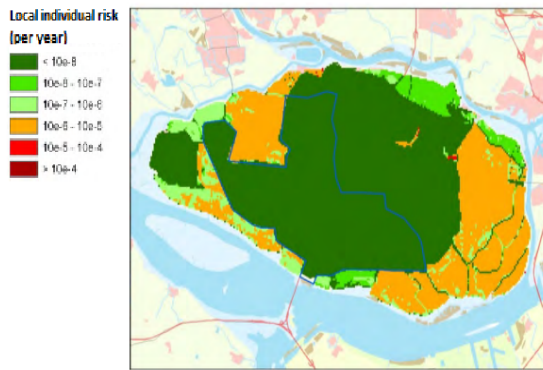 Local individual risk
(per year)
< 10e-8
10e-8 - 10e-7
10e-7 - 10e-6
10e-6 - 10e-5
10e-5 - 10e-4
> 10e-4